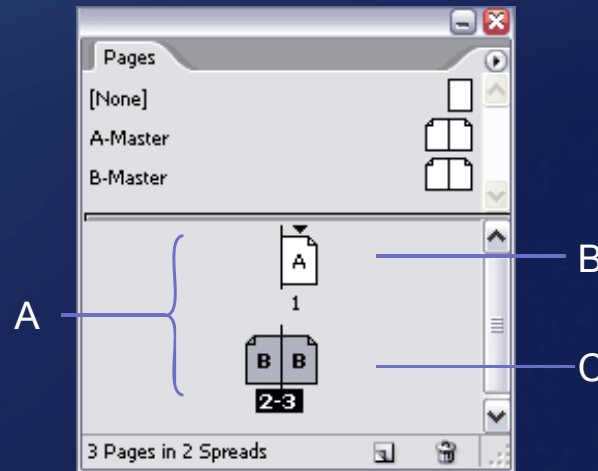 Pages
[None]
A-Master
B-Master
A
B
1
A
B B
C
2-3
3 Pages in 2 Spreads